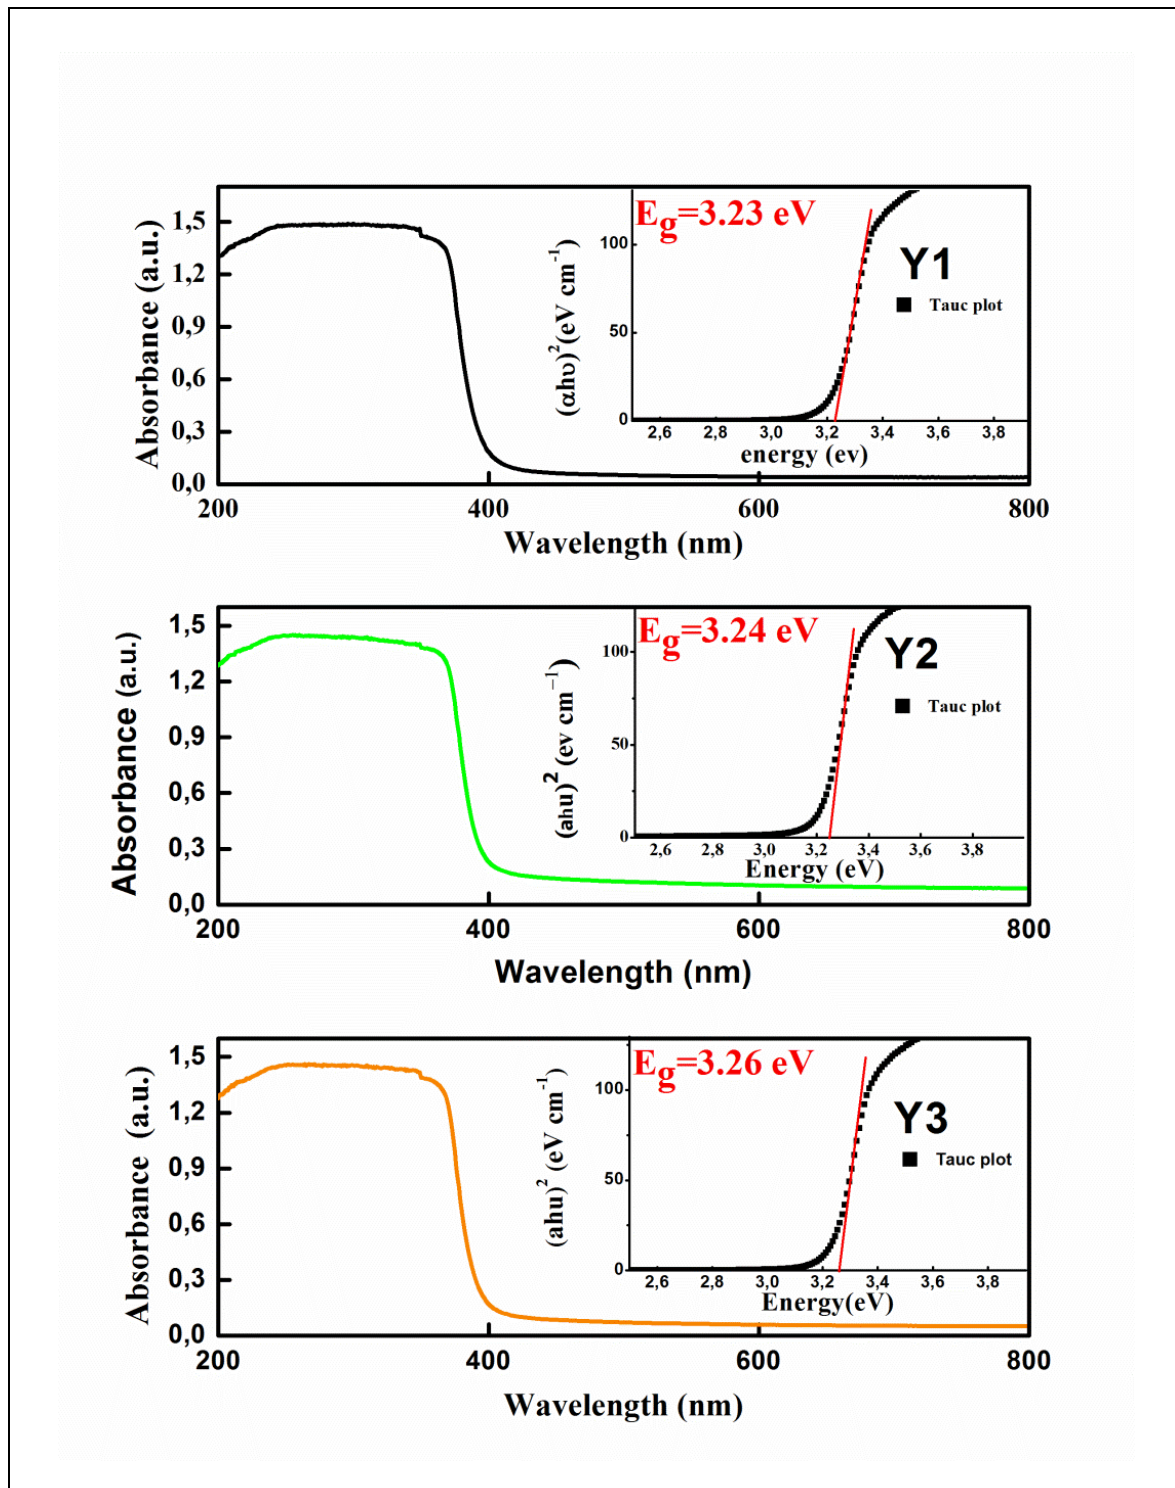 Absorbance (a.u.)
1,5
1,2
0,9
0,6
0,3
0,0
200
400
600
800
Wavelength (nm)
E_g=3.23 eV
(αhυ)^2 (eV cm^-1)
100
50
0
2,6
2,8
3,0
3,2
3,4
3,6
3,8
energy (ev)
Y1
Tauc plot
Absorbance (a.u.)
1,5
1,2
0,9
0,6
0,3
0,0
200
400
600
800
Wavelength (nm)
E_g=3.24 eV
(ahu)^2 (ev cm^-1)
100
50
0
2,6
2,8
3,0
3,2
3,4
3,6
3,8
Energy (eV)
Y2
Tauc plot
Absorbance (a.u.)
1,5
1,2
0,9
0,6
0,3
0,0
200
400
600
800
Wavelength (nm)
E_g=3.26 eV
(ahu)^2 (eV cm^-1)
100
50
0
2,6
2,8
3,0
3,2
3,4
3,6
3,8
Energy(eV)
Y3
Tauc plot